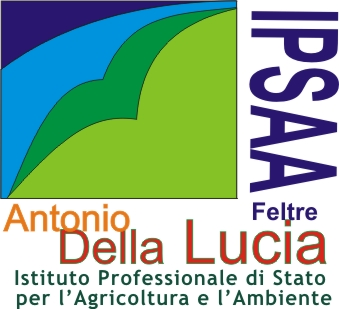 IPSAA
Feltre
Antonio
Della Lucia
Istituto Professionale di Stato
per l'Agricoltura e l'Ambiente